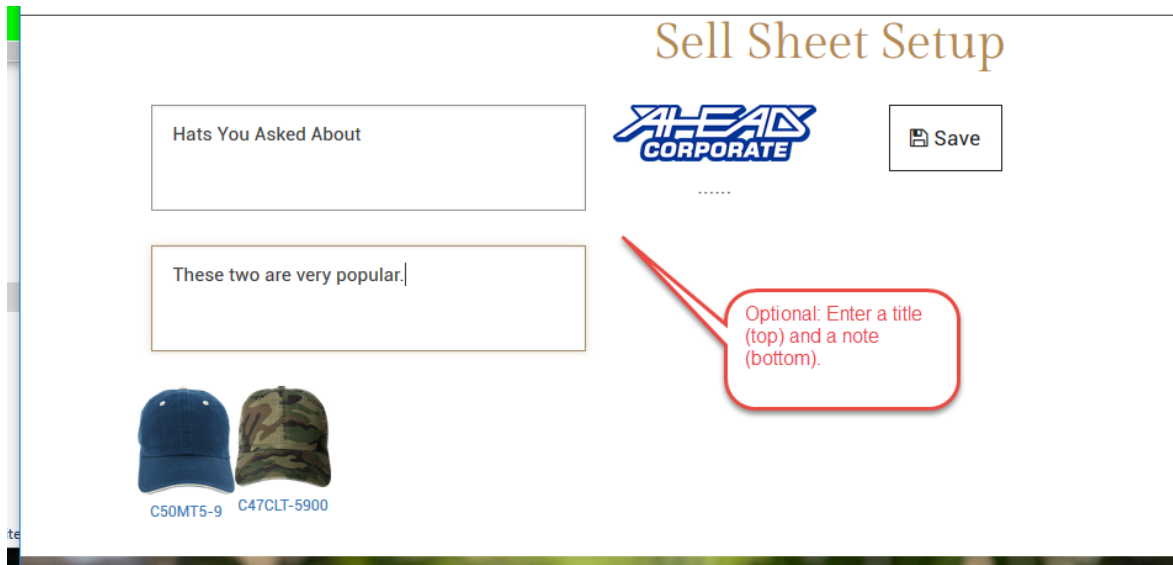 Sell Sheet Setup
Hats You Asked About
AHEAD
CORPORATE
Save
......
These two are very popular.
Optional: Enter a title
(top) and a note
(bottom).
C50MT5-9
C47CLT-5900
te